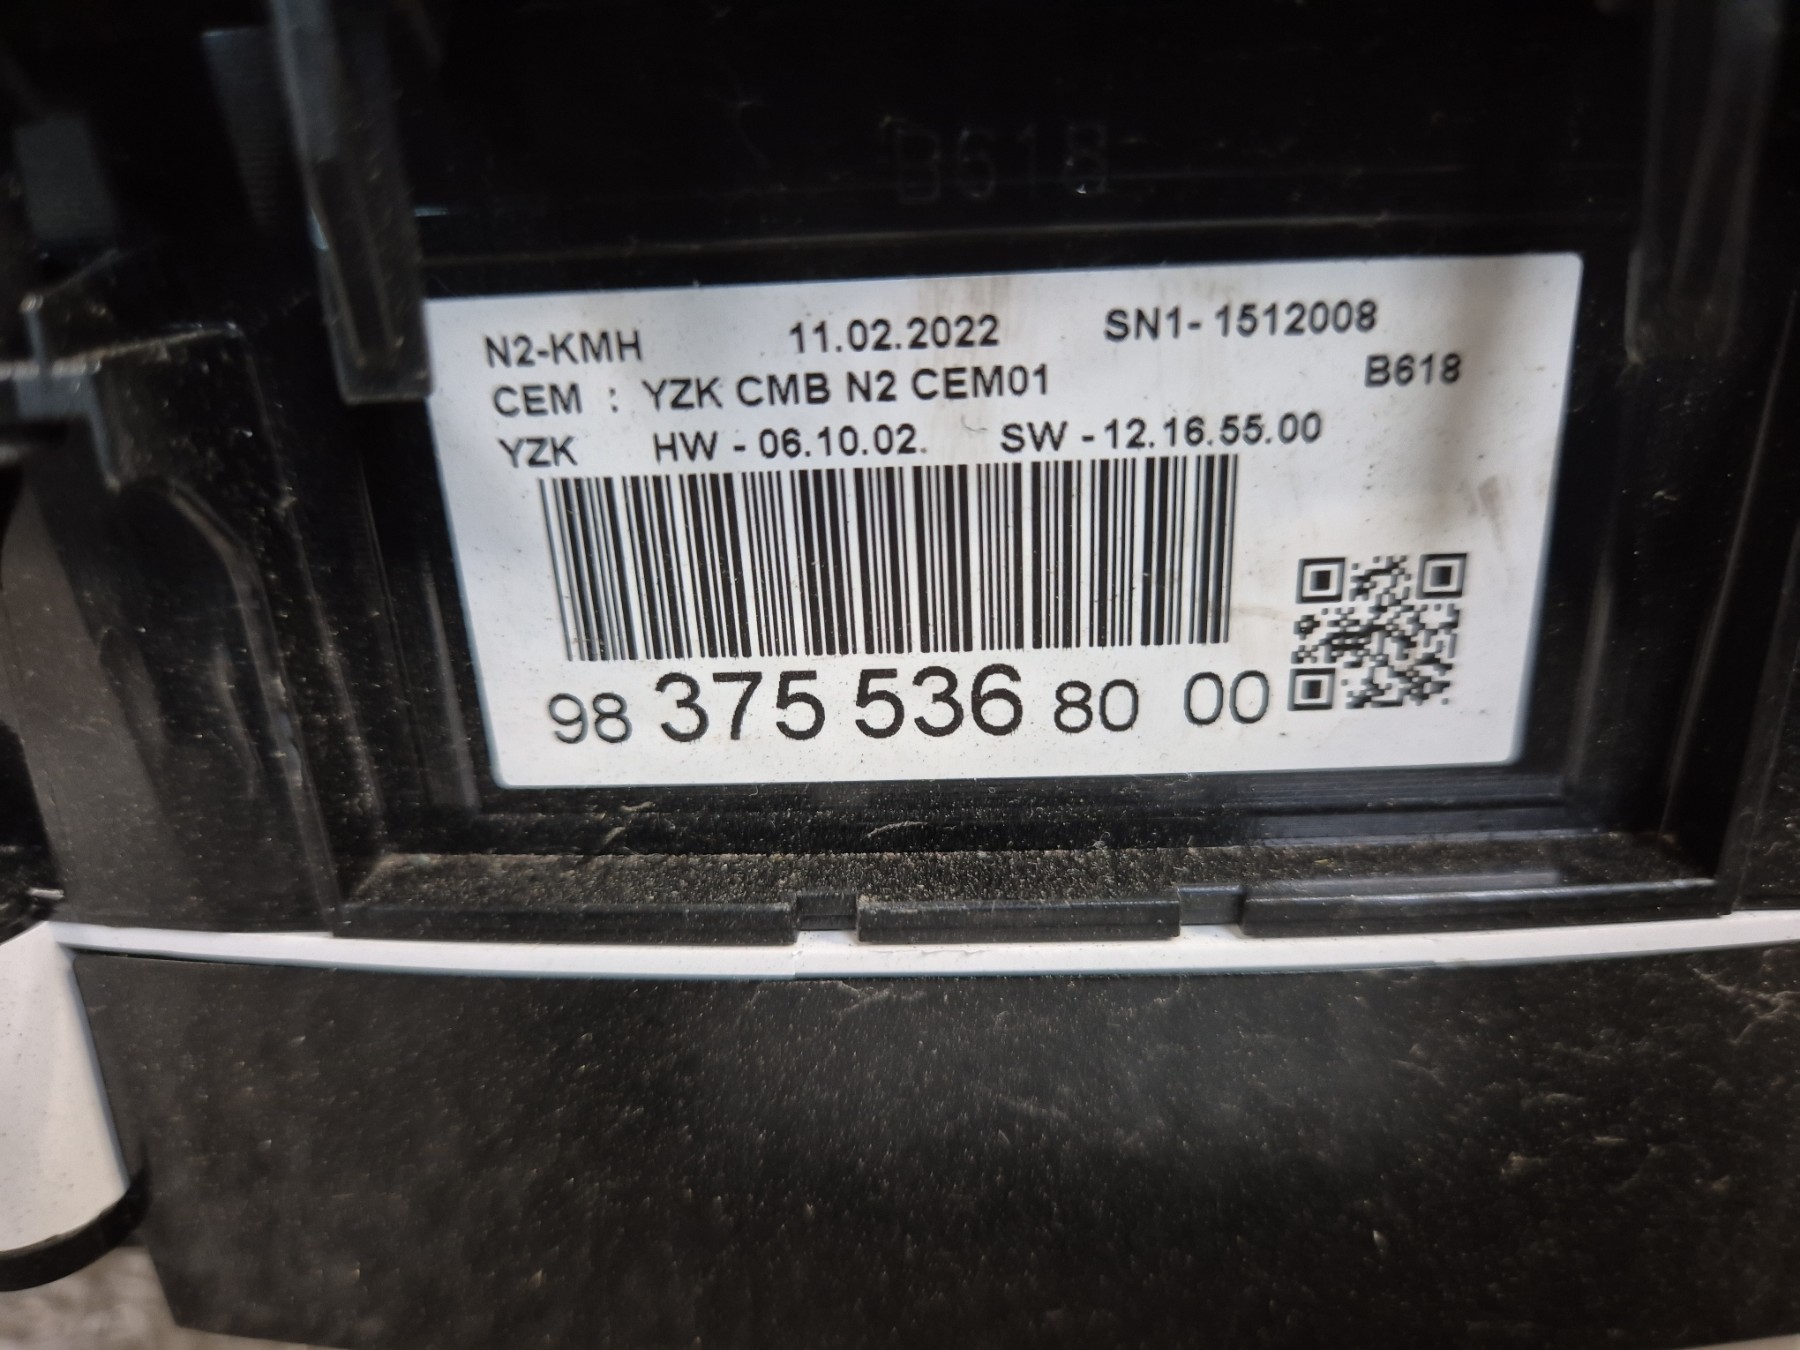 B618
N2-KMH 11.02.2022 SN1-1512008
CEM : YZK CMB N2 CEM01 B618
YZK HW - 06.10.02. SW -12.16.55.00
98 375 536 80 00